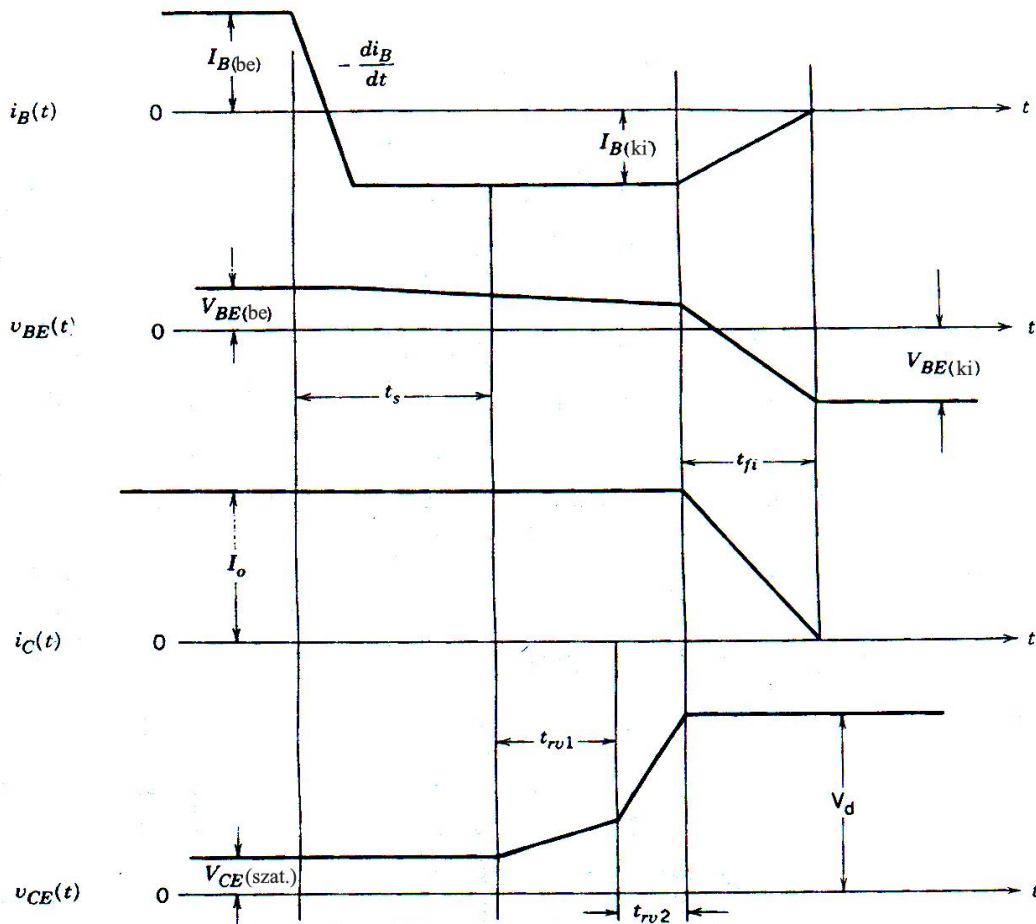 I_B(be)
- di_B/dt
i_B(t) 0 t
I_B(ki)
V_BE(be)
v_BE(t) 0 t
V_BE(ki)
t_s
t_fi
I_o
i_C(t) 0 t
t_rv1
V_d
V_CE(szat.)
v_CE(t) 0 t
t_rv2